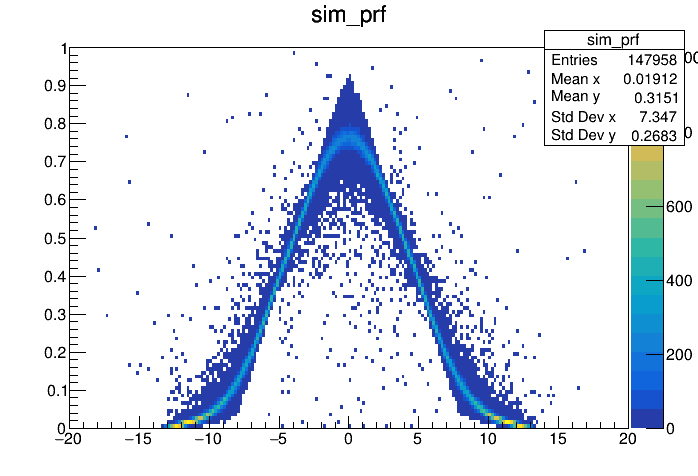 sim_prf
sim_prf
Entries 147958
Mean x 0.01912
Mean y 0.3151
Std Dev x 7.347
Std Dev y 0.2683
1
0.9
0.8
0.7
0.6
0.5
0.4
0.3
0.2
0.1
0
−20 −15 −10 −5 0 5 10 15 20
600
400
200
0